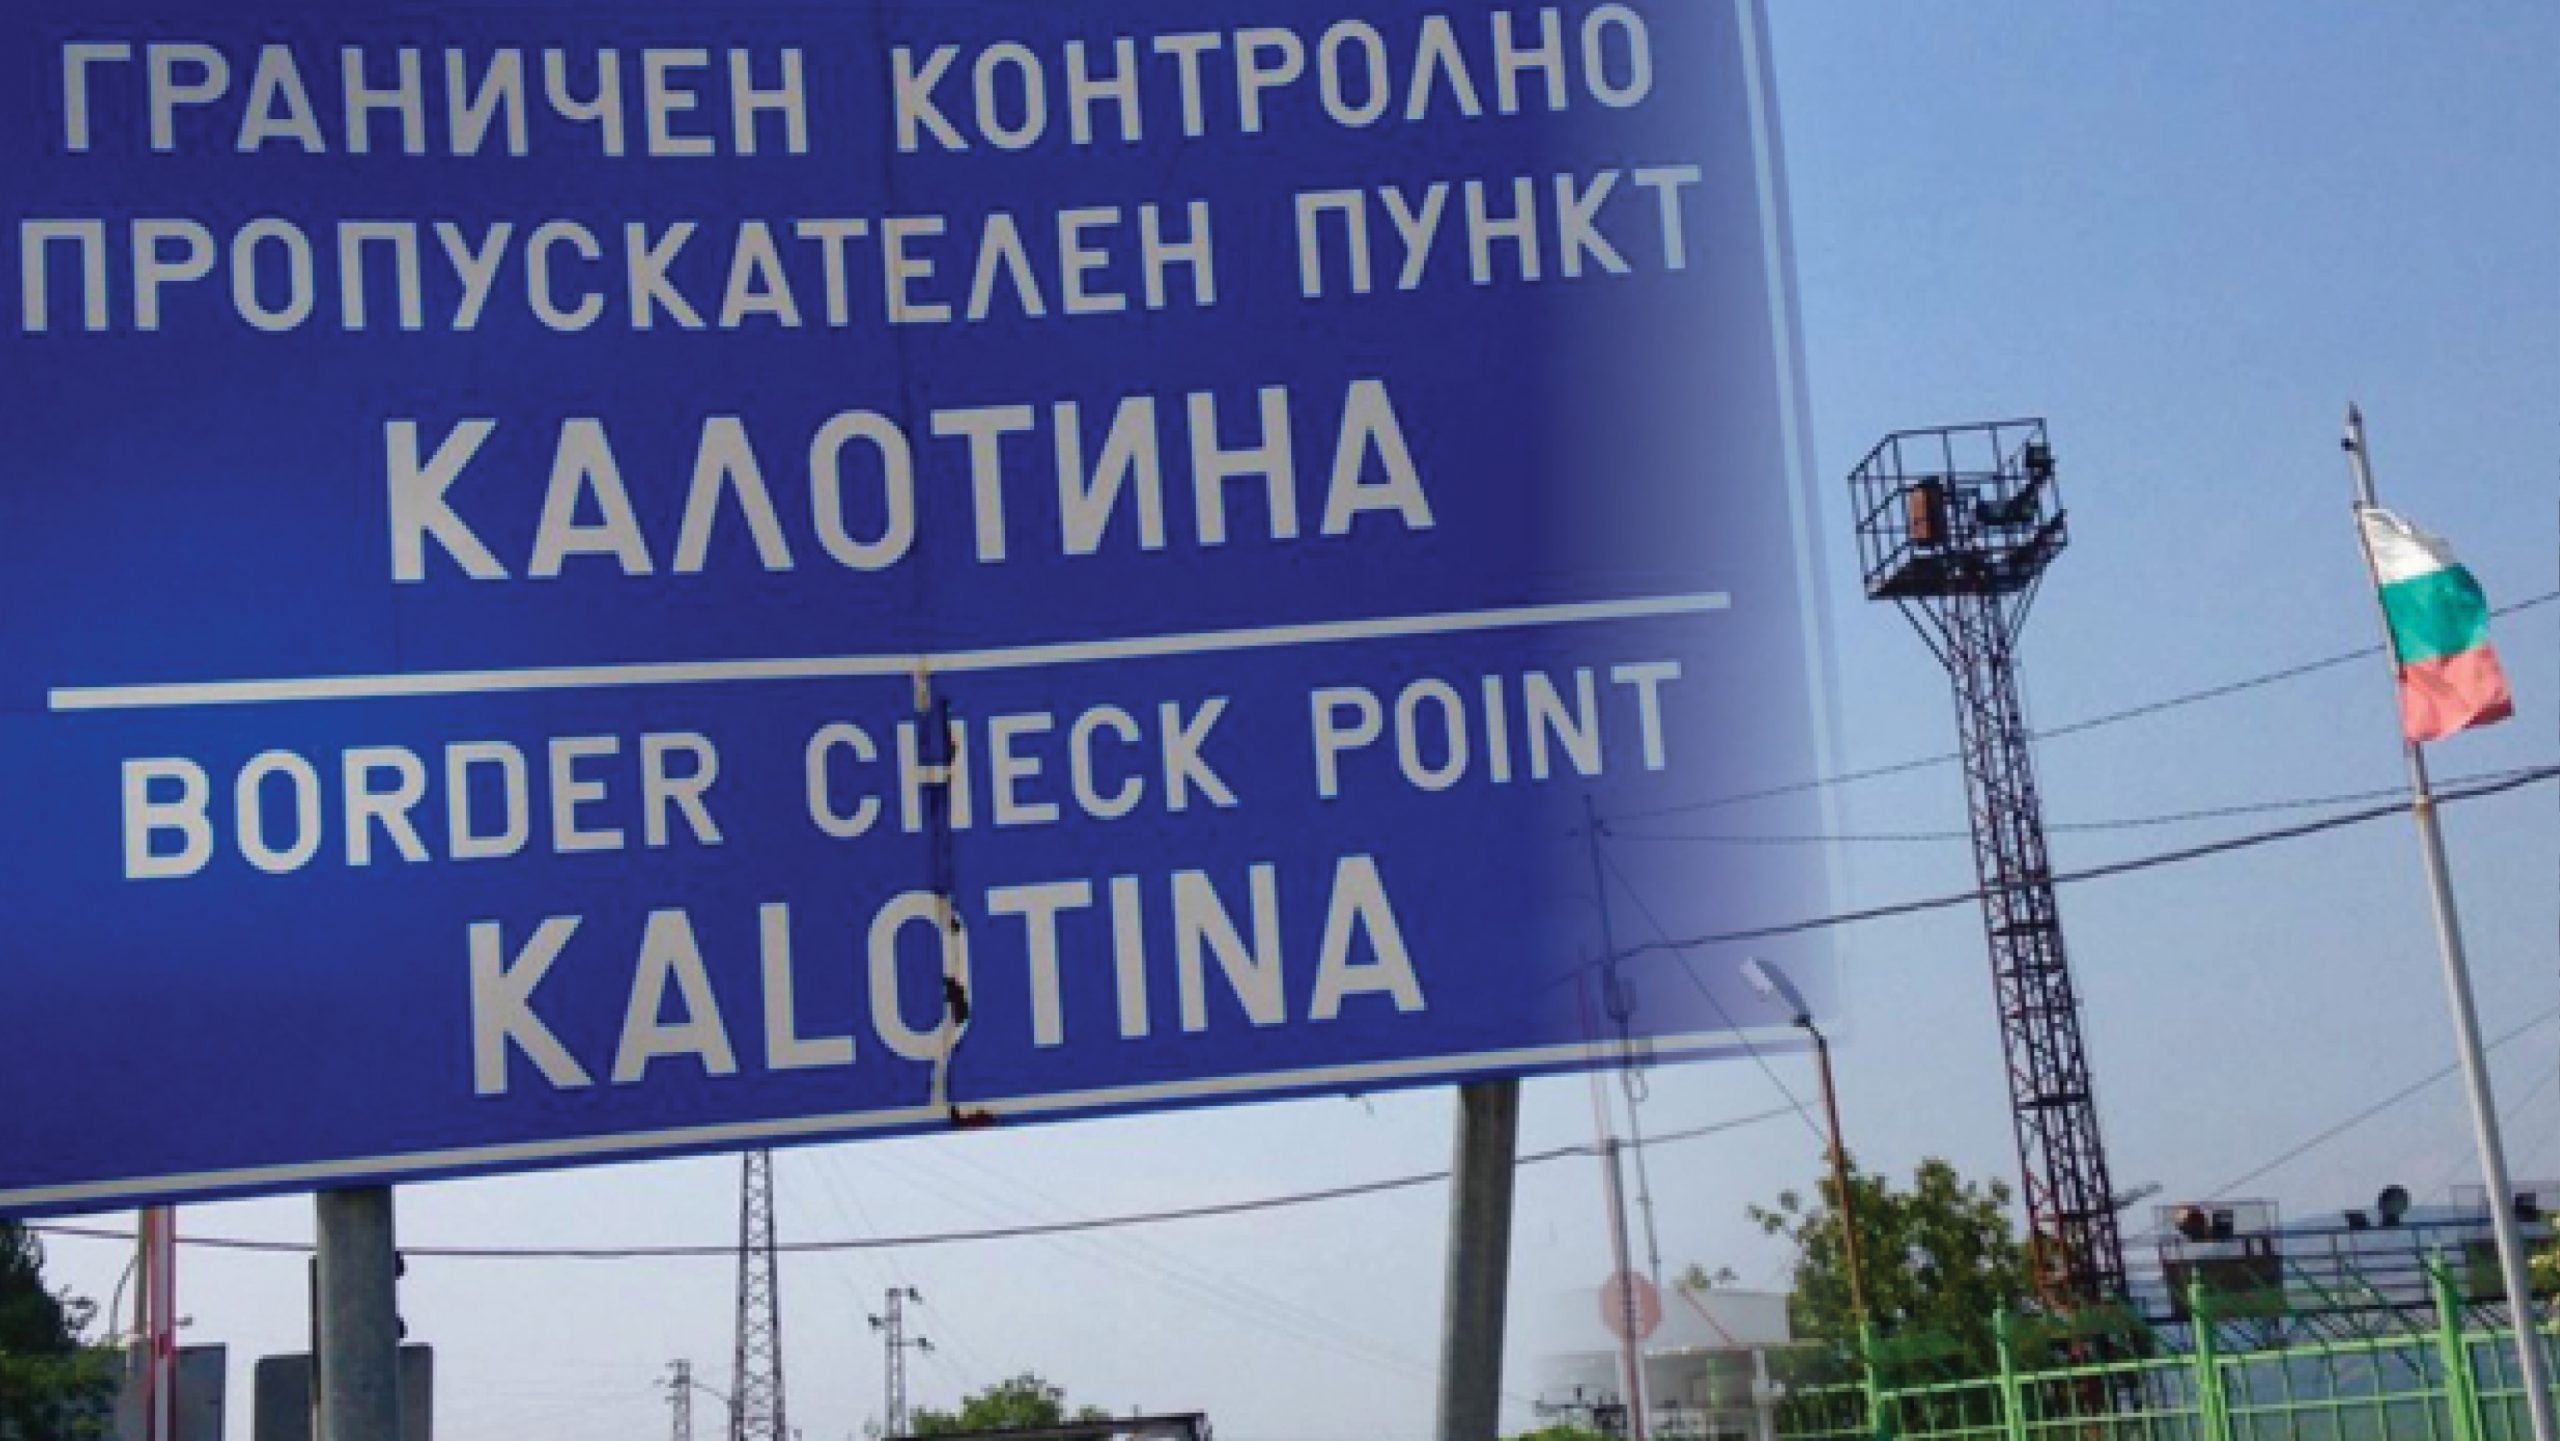 ГРАНИЧЕН КОНТРОЛНО
ПРОПУСКАТЕЛЕН ПУНКТ
КАЛОТИНА
BORDER CHECK POINT
KALOTINA